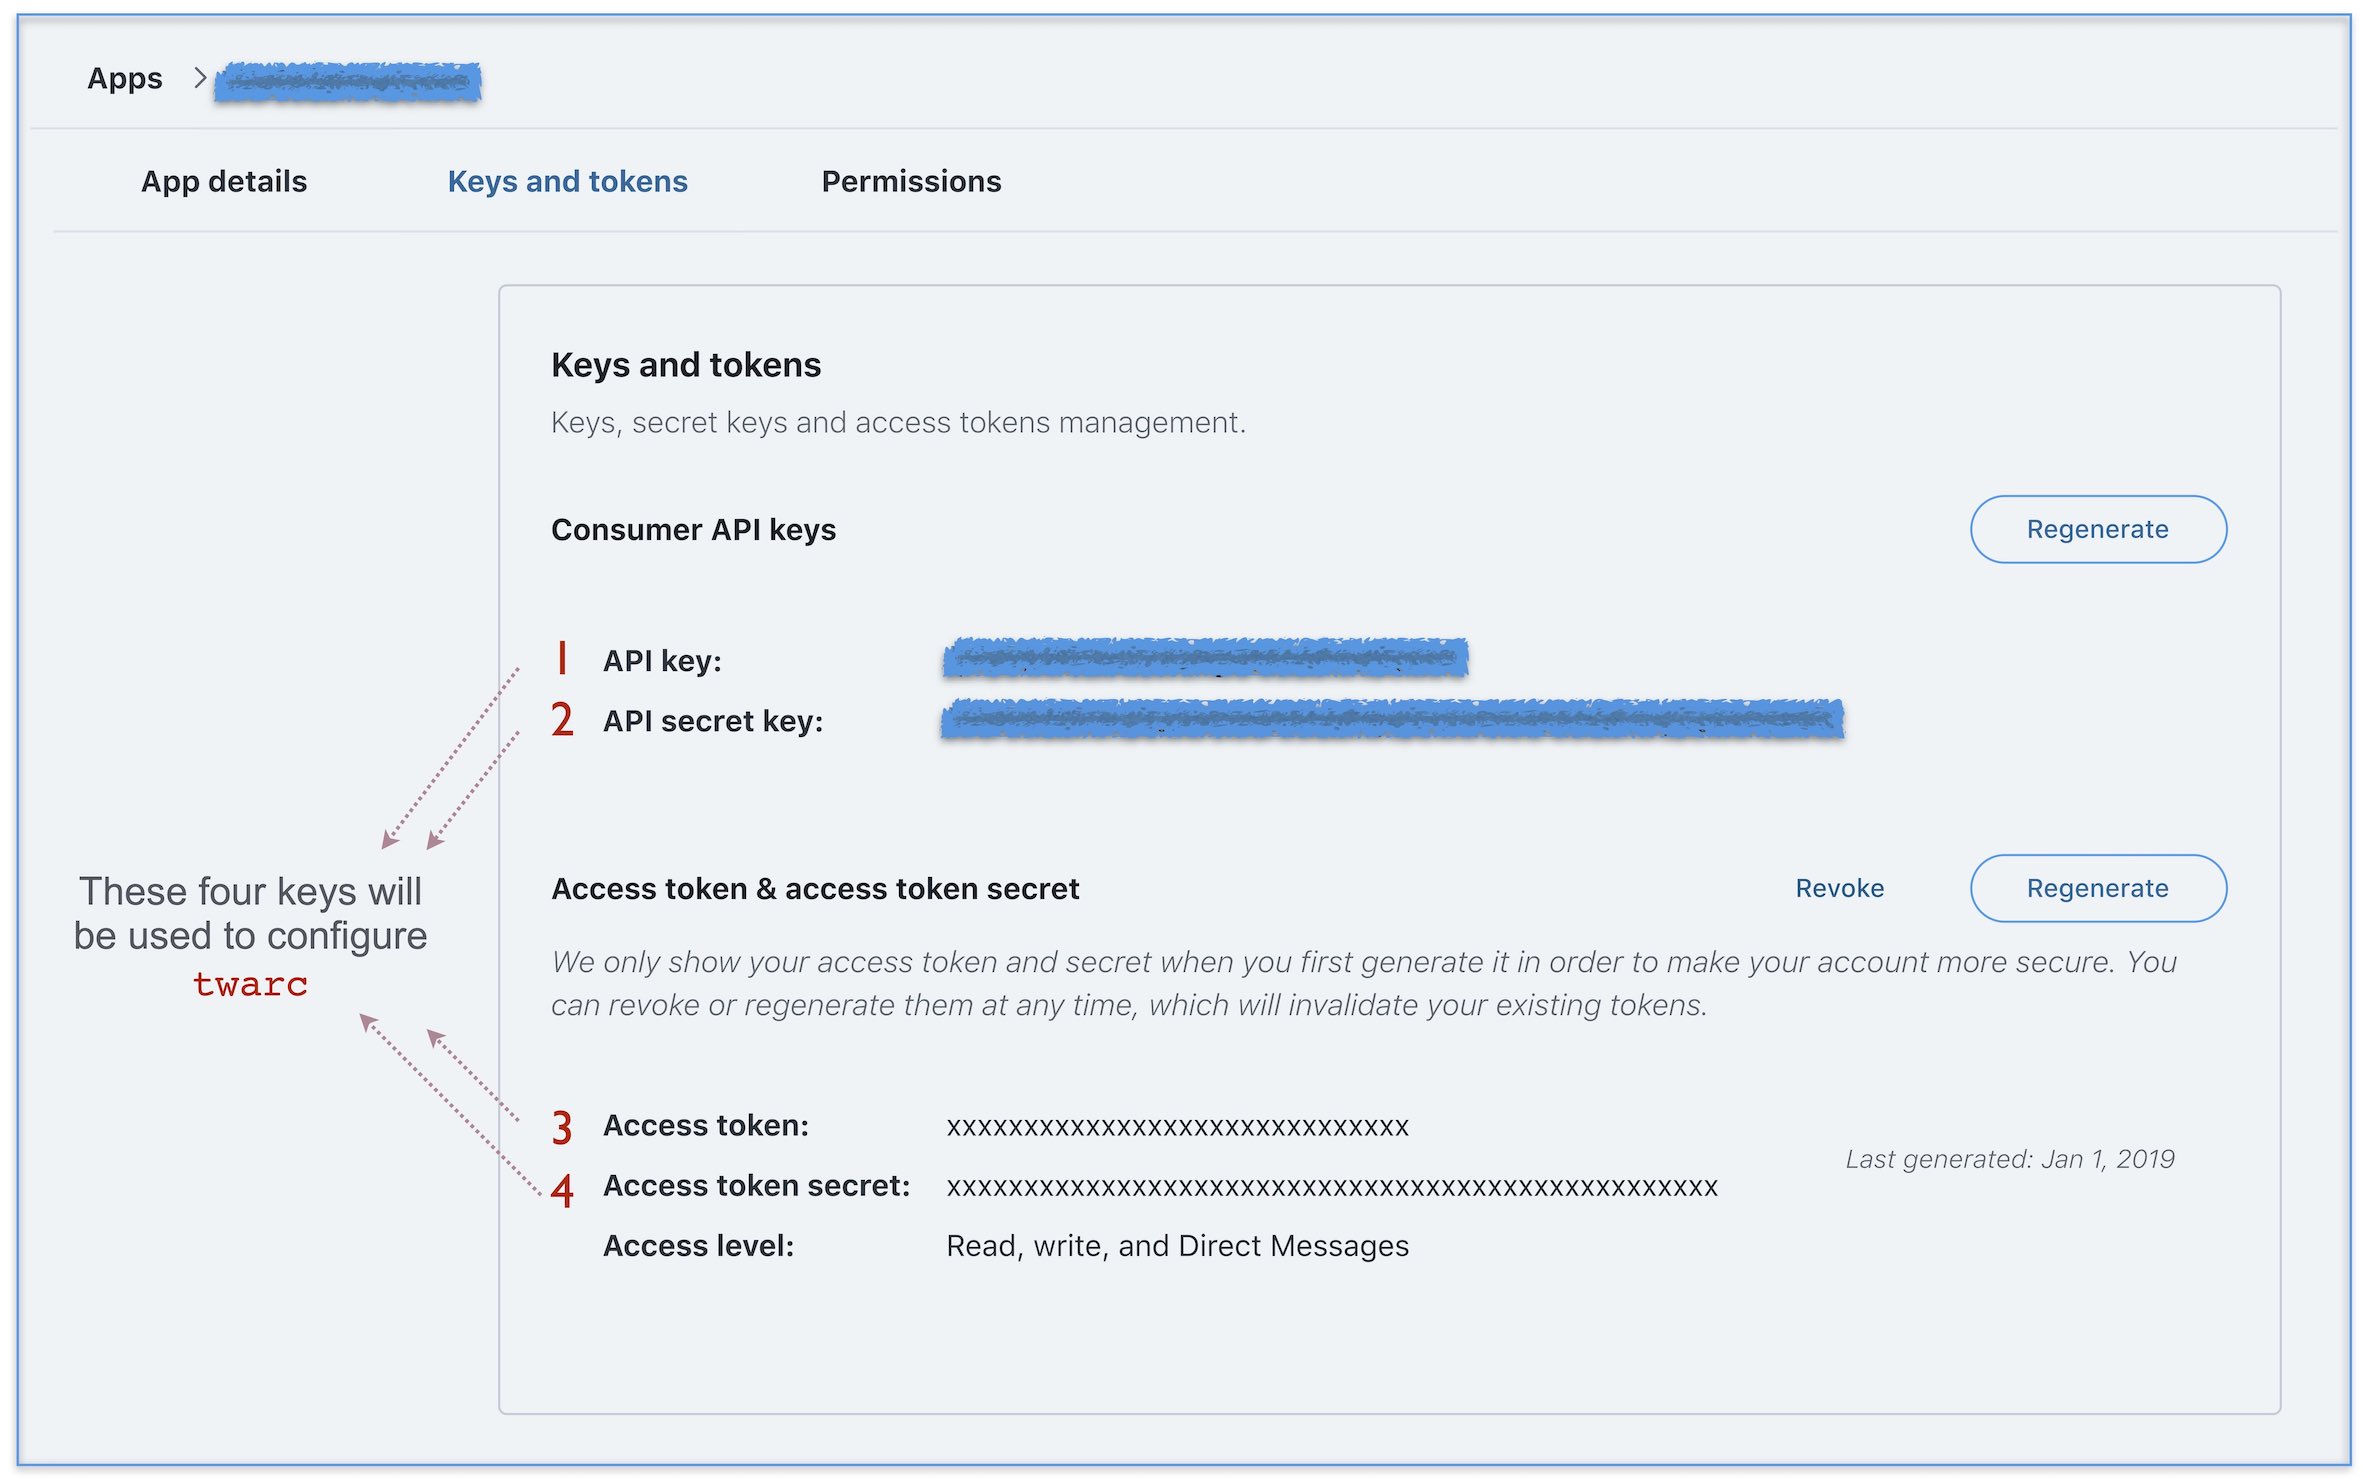 Apps >
App details Keys and tokens Permissions
Keys and tokens
Keys, secret keys and access tokens management.
Consumer API keys Regenerate
1 API key:
2 API secret key:
These four keys will
be used to configure
twarc
Access token & access token secret Revoke Regenerate
We only show your access token and secret when you first generate it in order to make your account more secure. You
can revoke or regenerate them at any time, which will invalidate your existing tokens.
3 Access token: xxxxxxxxxxxxxxxxxxxxxxxxxxxxxx
Last generated: Jan 1, 2019
4 Access token secret: xxxxxxxxxxxxxxxxxxxxxxxxxxxxxxxxxxxxxxxxxxxxxxxxxx
Access level: Read, write, and Direct Messages